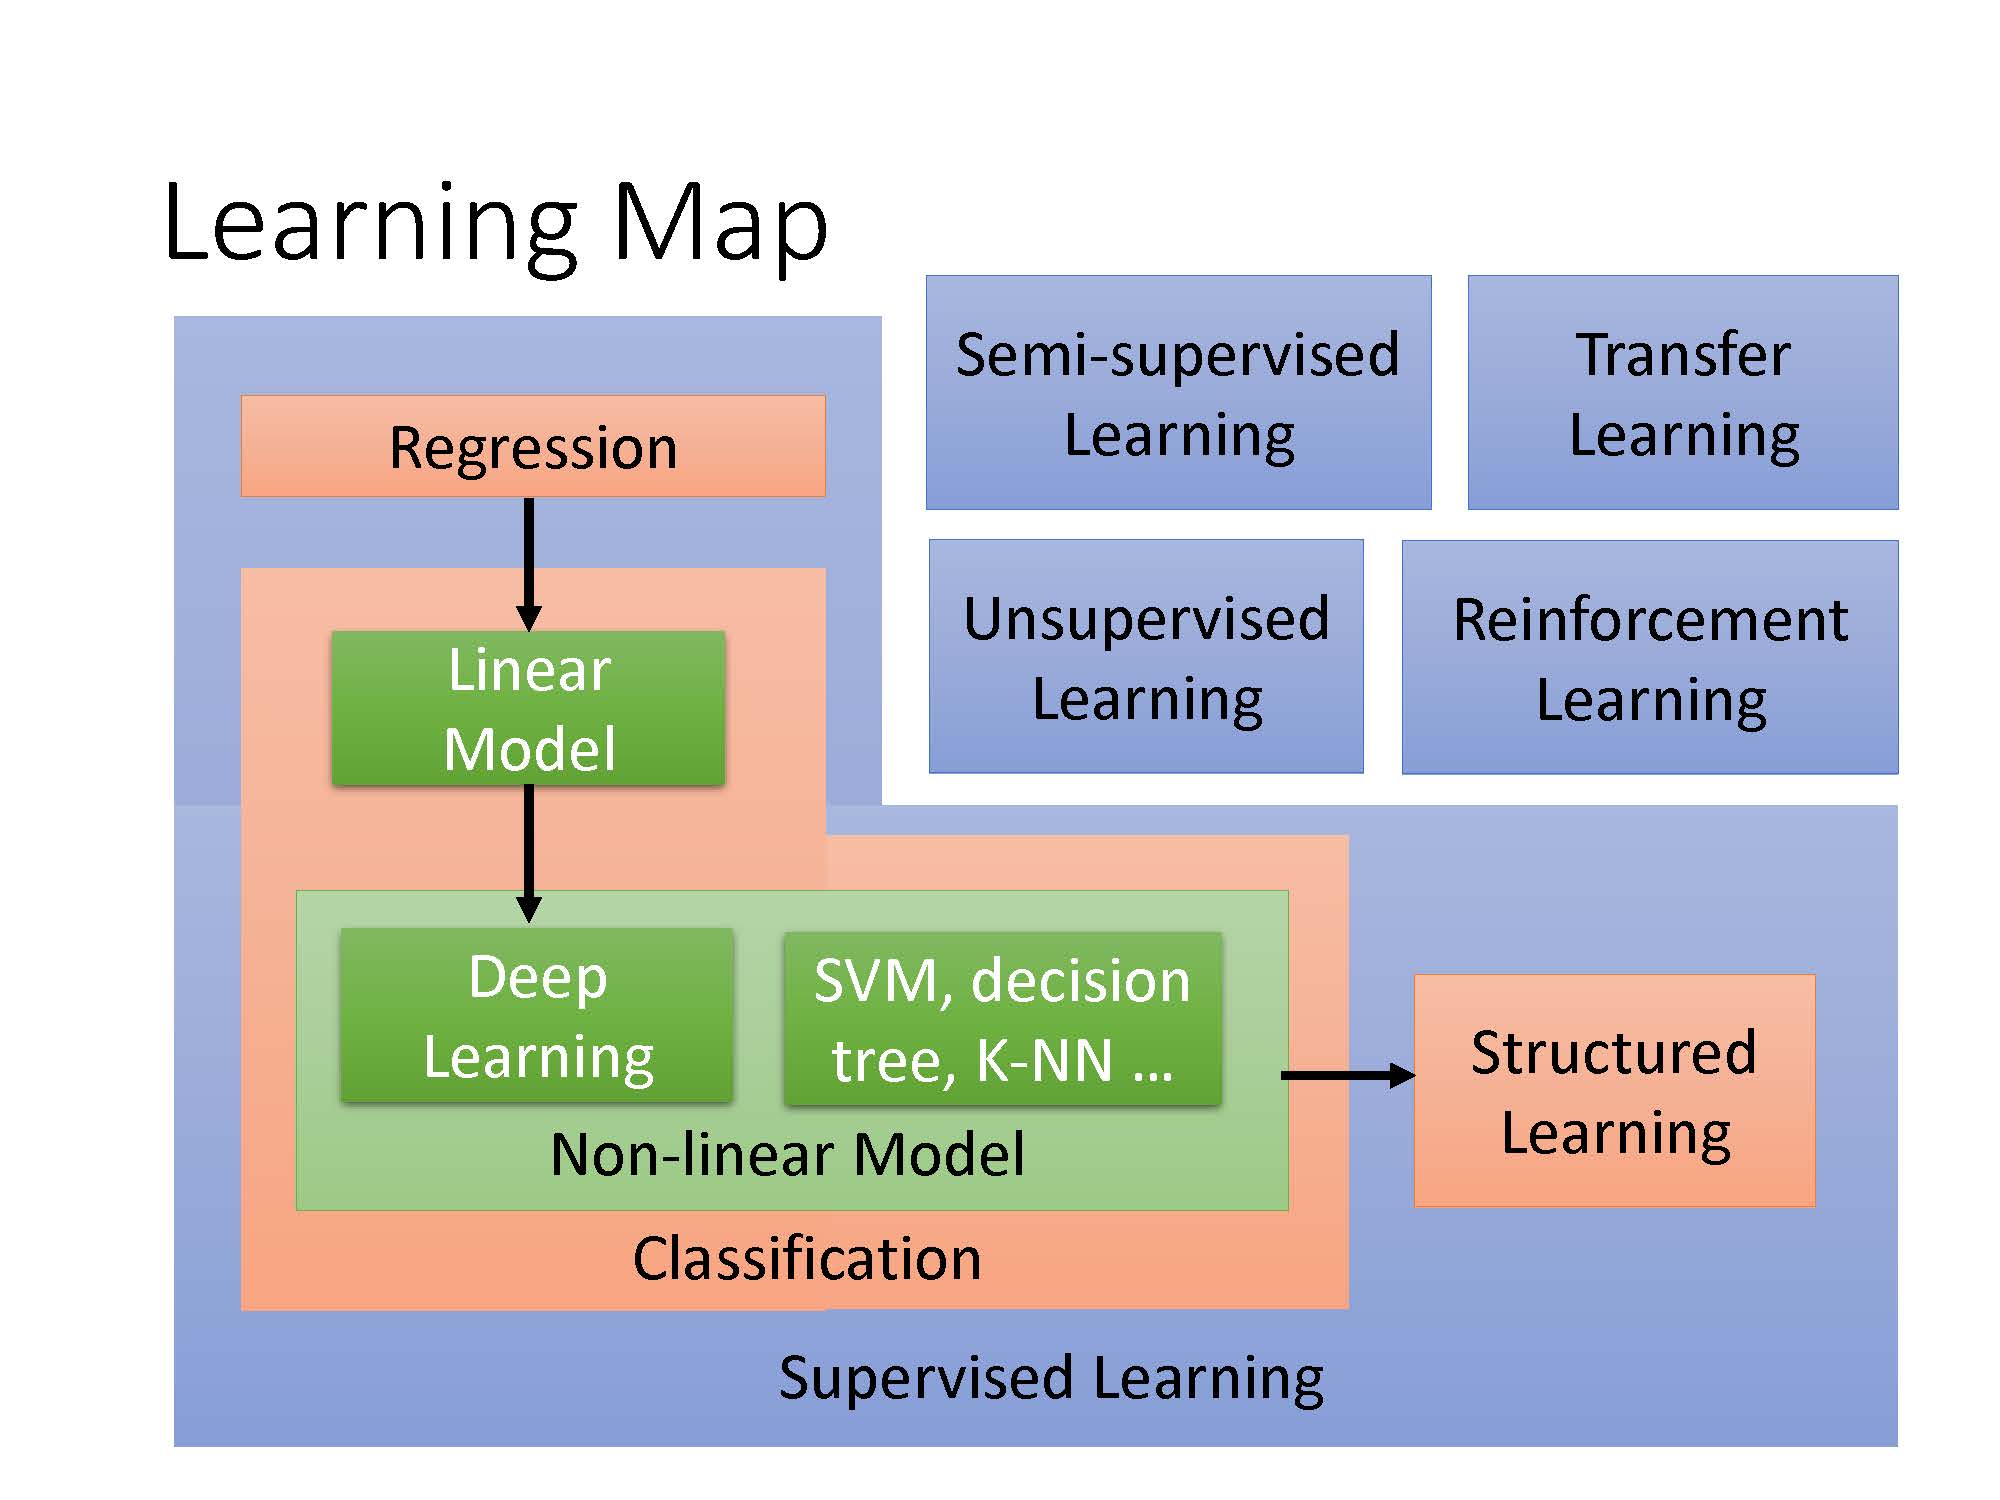 Learning Map
Semi-supervised
Learning
Transfer
Learning
Regression
Unsupervised
Learning
Reinforcement
Learning
Linear
Model
Deep
Learning
SVM, decision
tree, K-NN ...
Non-linear Model
Structured
Learning
Classification
Supervised Learning